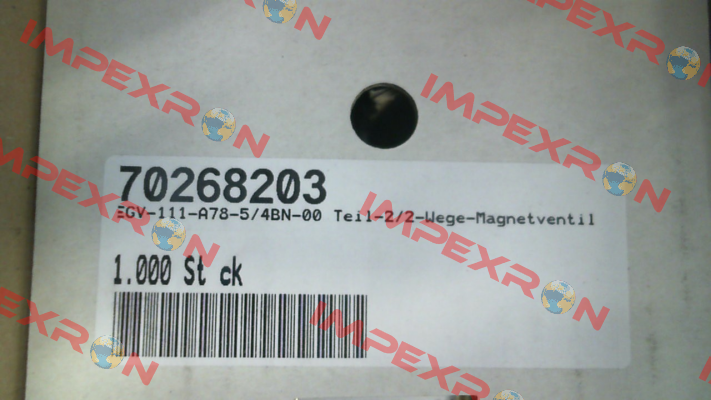 IMPEXRON
IMPEXRON
IMPEXRON
70268203
EGV-111-A78-5/4BN-00 Teil-2/2-Wege-Magnetventil
IMPEXRON
1.000 St ck
IMPEXRON
IMPEXRON
IMPEXRON